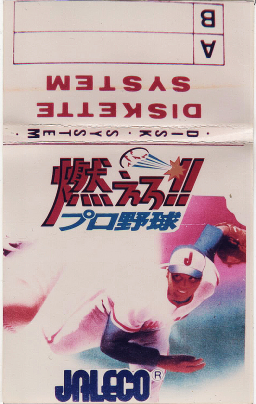 A
B
DISKETTE
SYSTEM
· DISK · SYSTEM ·
燃えろ!!
プロ野球
J
JALECO®